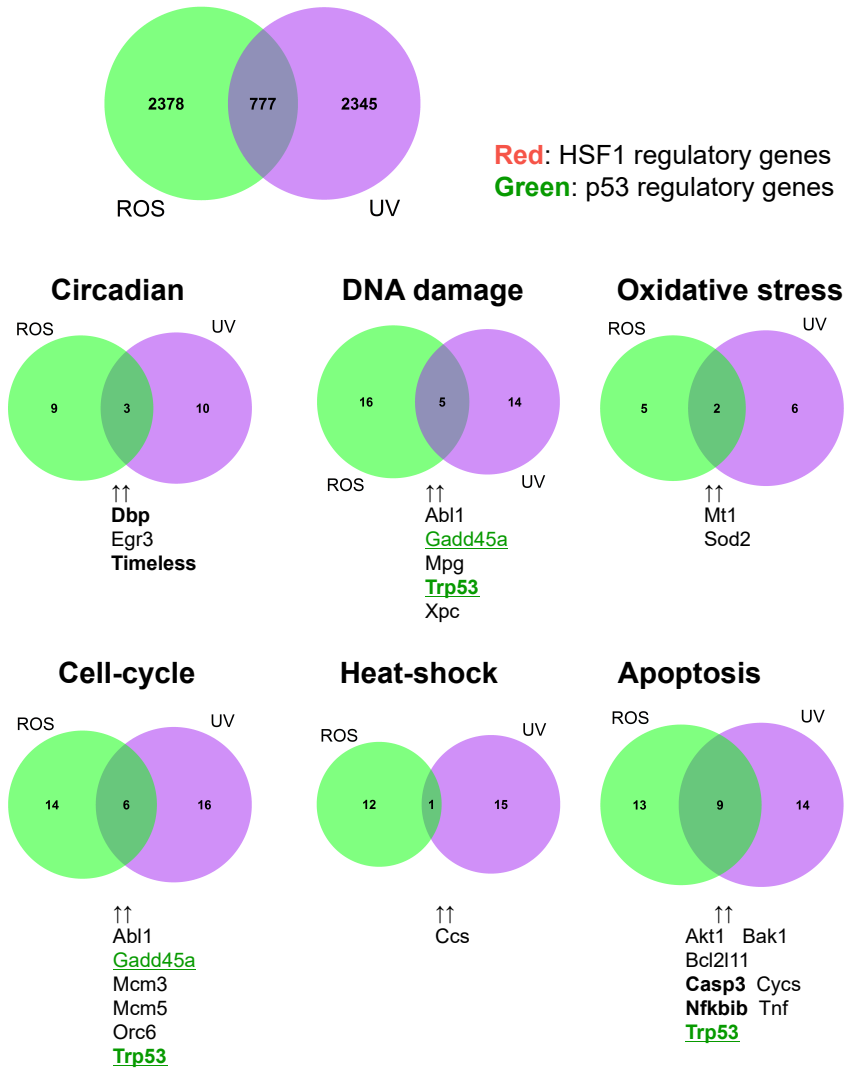 2378 777 2345
ROS UV
Red: HSF1 regulatory genes
Green: p53 regulatory genes
Circadian
ROS UV
9 3 10
↑↑
Dbp
Egr3
Timeless
DNA damage
16 5 14
ROS UV
↑↑
Abl1
Gadd45a
Mpg
Trp53
Xpc
Oxidative stress
ROS UV
5 2 6
↑↑
Mt1
Sod2
Cell-cycle
ROS UV
14 6 16
↑↑
Abl1
Gadd45a
Mcm3
Mcm5
Orc6
Trp53
Heat-shock
ROS UV
12 1 15
↑↑
Ccs
Apoptosis
ROS UV
13 9 14
↑↑
Akt1 Bak1
Bcl2l11
Casp3 Cycs
Nfkbib Tnf
Trp53